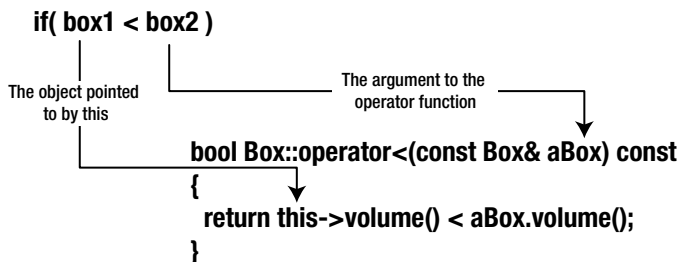 if( box1 < box2 )
The object pointed
to by this
The argument to the
operator function
bool Box::operator<(const Box& aBox) const
{
return this->volume() < aBox.volume();
}